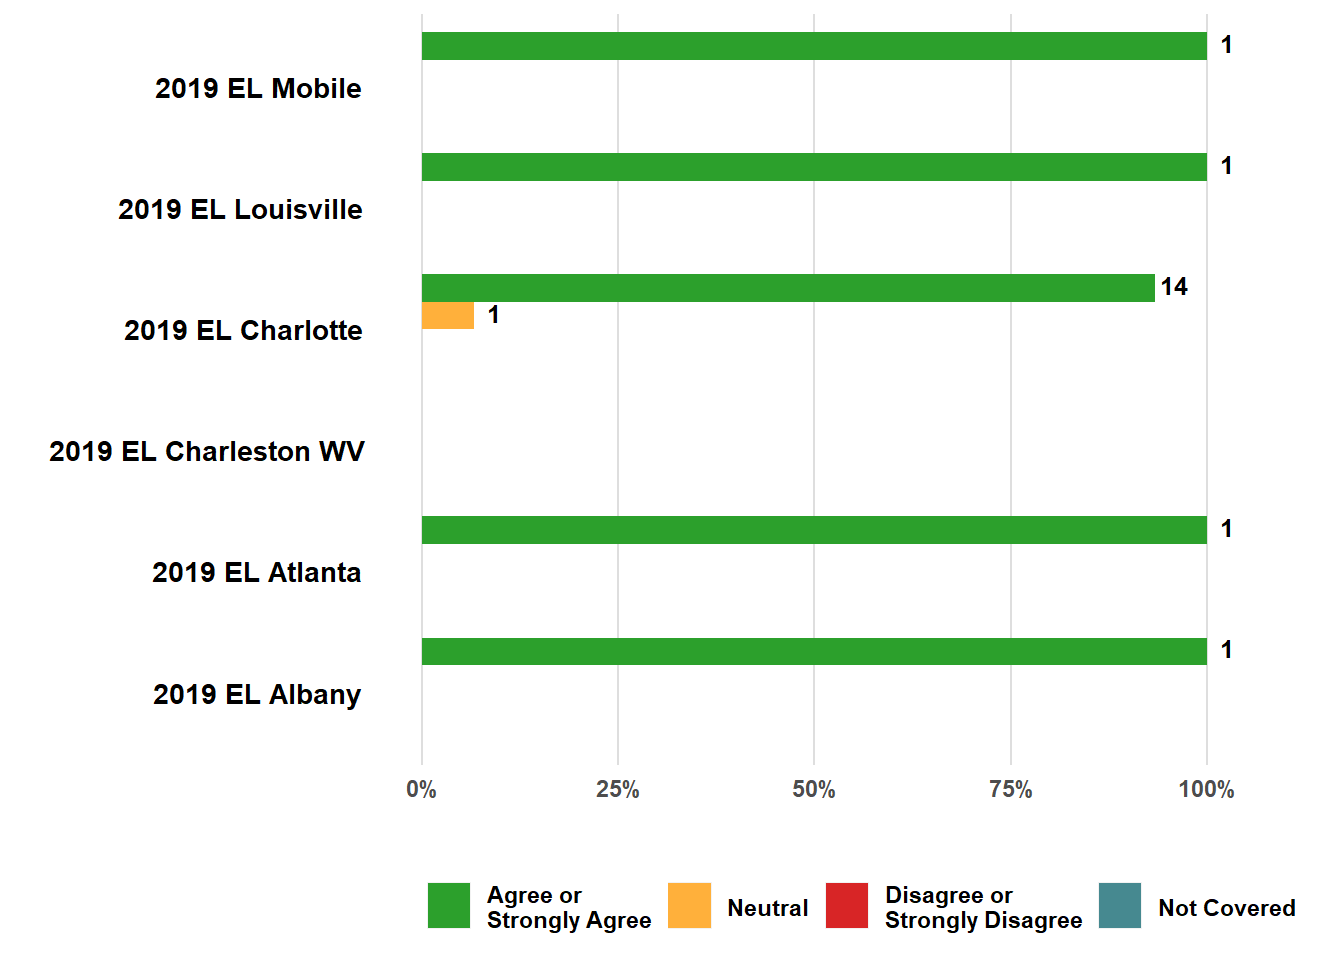 1
2019 EL Mobile
1
2019 EL Louisville
14
1
2019 EL Charlotte
2019 EL Charleston WV
1
2019 EL Atlanta
1
2019 EL Albany
0% 25% 50% 75% 100%
Agree or
Strongly Agree
Neutral
Disagree or
Strongly Disagree
Not Covered